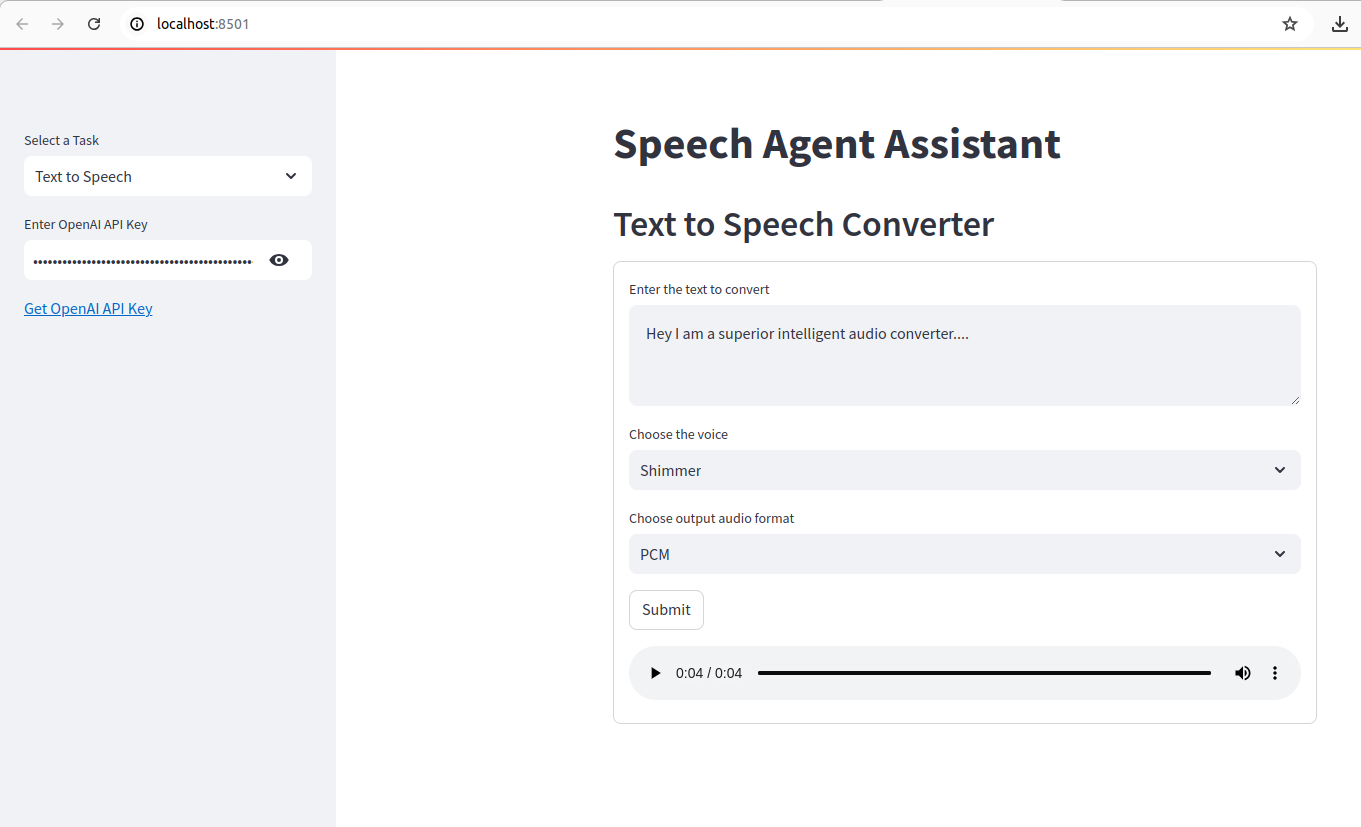 localhost:8501
Select a Task
Text to Speech
Enter OpenAI API Key
••••••••••••••••••••••••••••••••••••••••••••
Get OpenAI API Key
Speech Agent Assistant
Text to Speech Converter
Enter the text to convert
Hey I am a superior intelligent audio converter....
Choose the voice
Shimmer
Choose output audio format
PCM
Submit
0:04 / 0:04